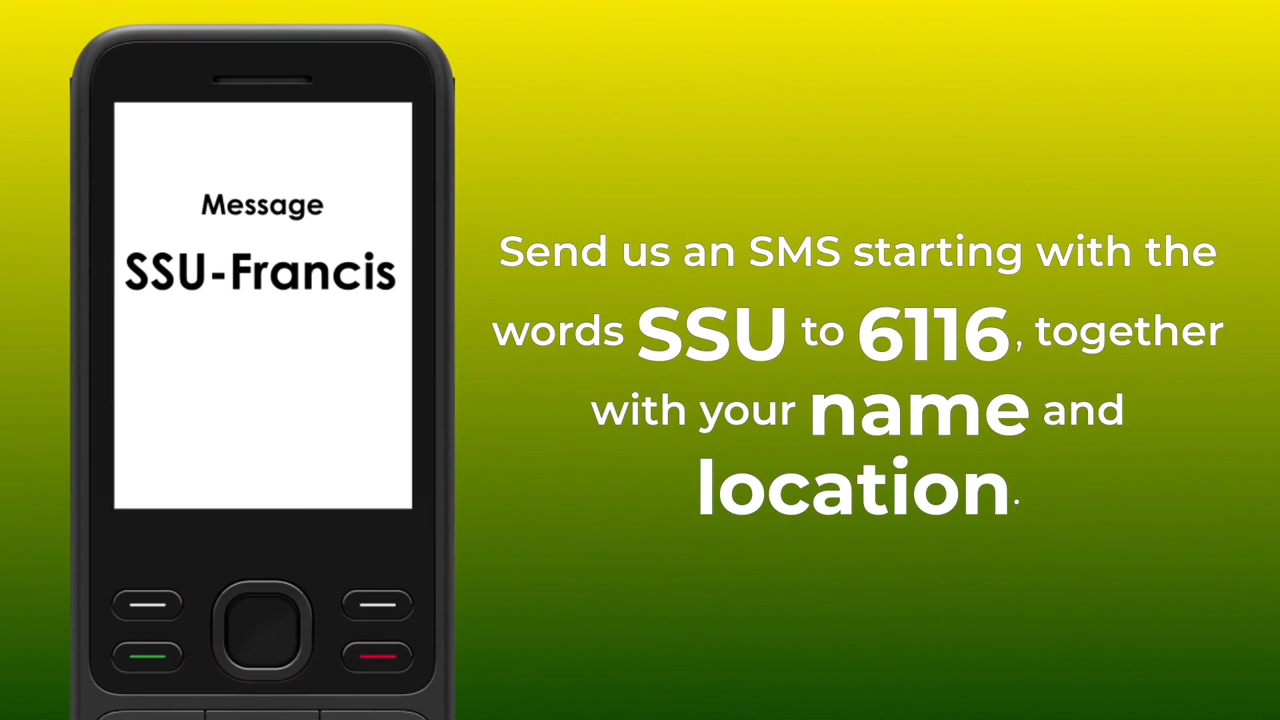 Message
SSU-Francis
Send us an SMS starting with the
words SSU to 6116, together
with your name and
location.